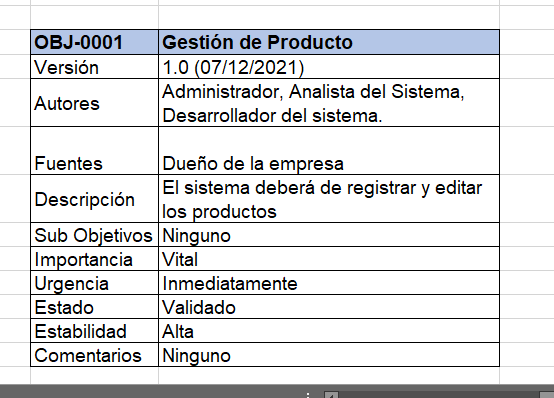 OBJ-0001 Gestión de Producto
Versión 1.0 (07/12/2021)
Autores Administrador, Analista del Sistema,
Desarrollador del sistema.
Fuentes Dueño de la empresa
Descripción El sistema deberá de registrar y editar
los productos
Sub Objetivos Ninguno
Importancia Vital
Urgencia Inmediatamente
Estado Validado
Estabilidad Alta
Comentarios Ninguno